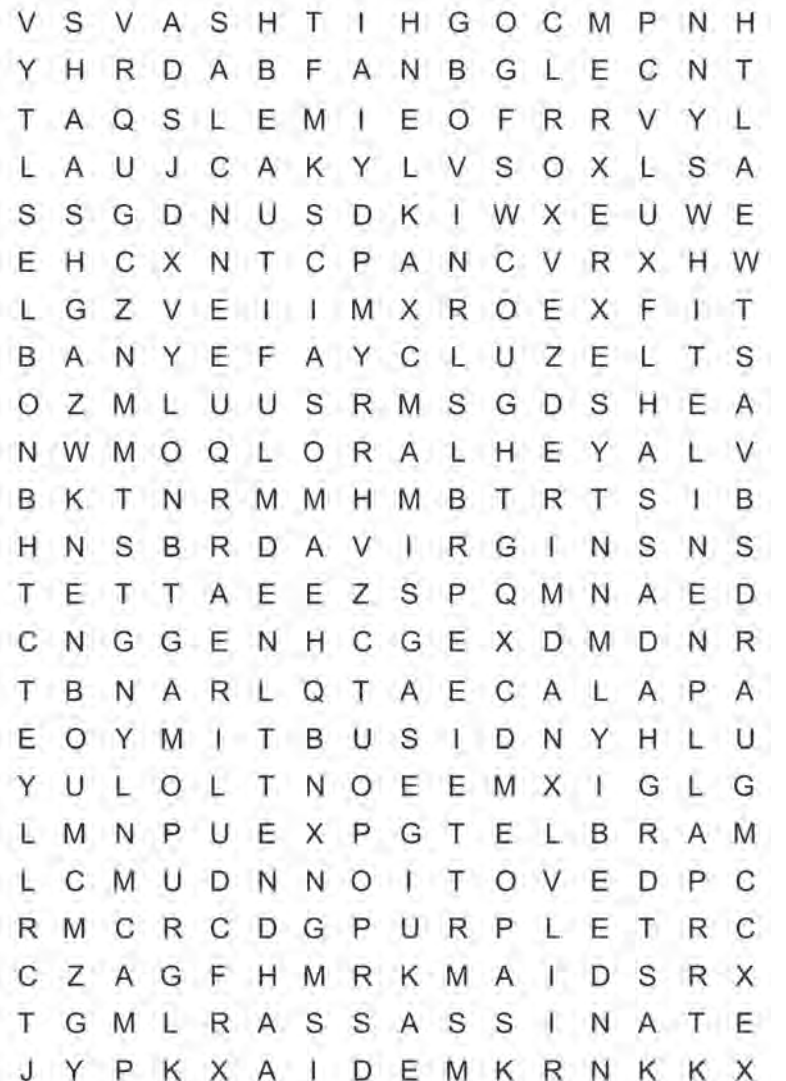 V S V A S H T I H G O C M P N H
Y H R D A B F A N B G L E C N T
T A Q S L E M I E O F R R V Y L
L A U J C A K Y L V S O X L S A
S S G D N U S D K I W X E U W E
E H C X N T C P A N C V R X H W
L G Z V E I I M X R O E X F I T
B A N Y E F A Y C L U Z E L T S
O Z M L U U S R M S G D S H E A
N W M O Q L O R A L H E Y A L V
B K T N R M M H M B T R T S I B
H N S B R D A V I R G I N S N S
T E T T A E E Z S P Q M N A E D
C N G G E N H C G E X D M D N R
T B N A R L Q T A E C A L A P A
E O Y M I T B U S I D N Y H L U
Y U L O L T N O E E M X I G L G
L M N P U E X P G T E L B R A M
L C M U D N N O I T O V E D P C
R M C R C D G P U R P L E T R C
C Z A G F H M R K M A I D S R X
T G M L R A S S A S S I N A T E
J Y P K X A I D E M K R N K K X